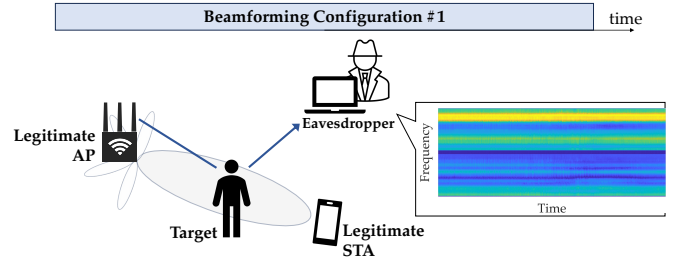 Beamforming Configuration #1
time
Legitimate
AP
Eavesdropper
Target
Legitimate
STA
Frequency
Time